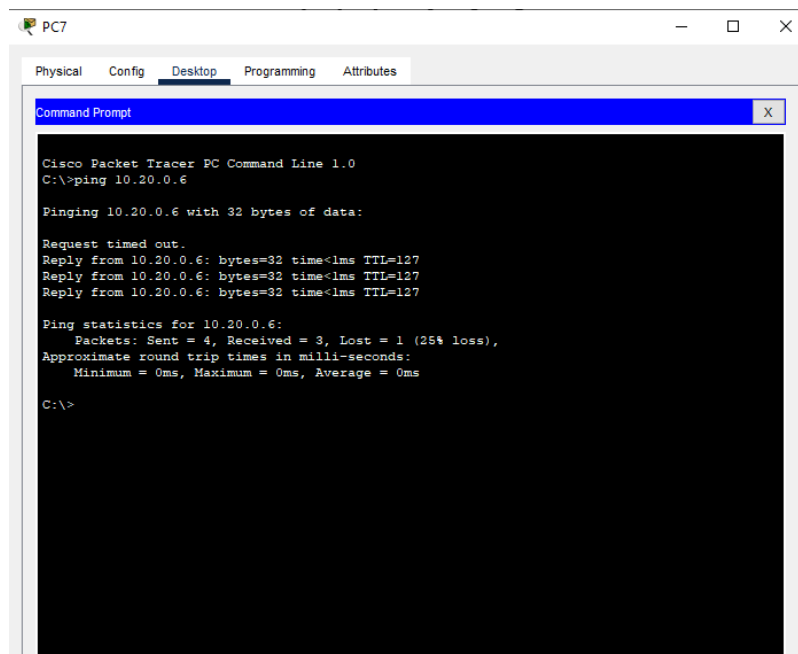 PC7
Physical Config Desktop Programming Attributes
Command Prompt
X
Cisco Packet Tracer PC Command Line 1.0
C:\>ping 10.20.0.6
Pinging 10.20.0.6 with 32 bytes of data:
Request timed out.
Reply from 10.20.0.6: bytes=32 time<1ms TTL=127
Reply from 10.20.0.6: bytes=32 time<1ms TTL=127
Reply from 10.20.0.6: bytes=32 time<1ms TTL=127
Ping statistics for 10.20.0.6:
Packets: Sent = 4, Received = 3, Lost = 1 (25% loss),
Approximate round trip times in milli-seconds:
Minimum = 0ms, Maximum = 0ms, Average = 0ms
C:\>